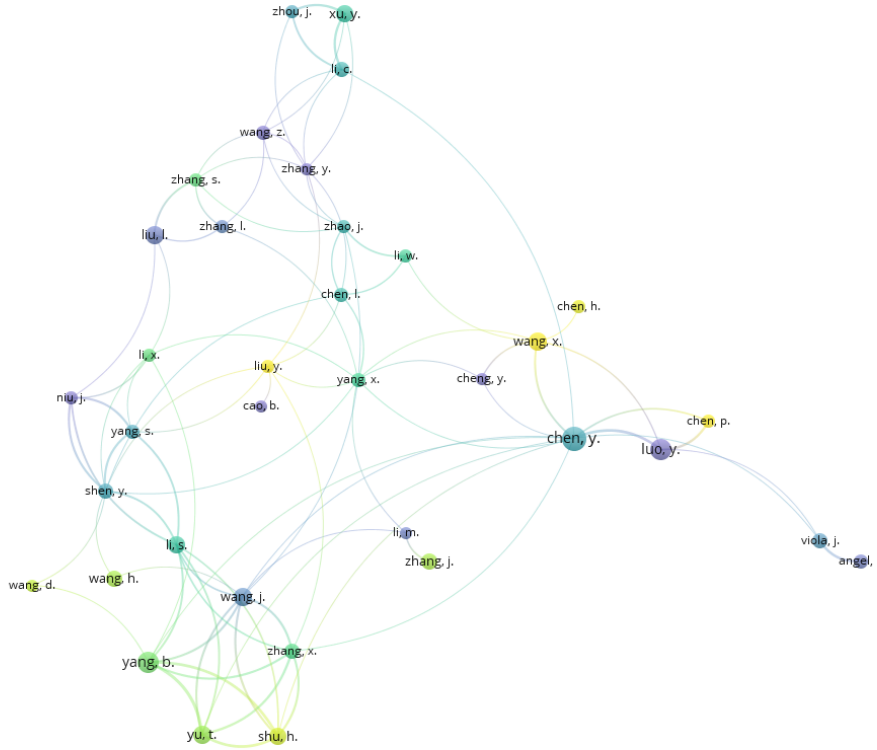 zhou, j.
xu, y.
li, c.
wang, z.
zhang, y.
zhang, s.
liu, l.
zhang, l.
zhao, j.
li, w.
chen, l.
chen, h.
wang, x.
li, x.
liu, y.
yang, x.
cheng, y.
niu, j.
cao, b.
yang, s.
chen, p.
chen, y.
luo, y.
shen, y.
li, m.
viola, j.
li, s.
zhang, j.
angel,
wang, d.
wang, h.
wang, j.
yang, b.
zhang, x.
yu, t.
shu, h.